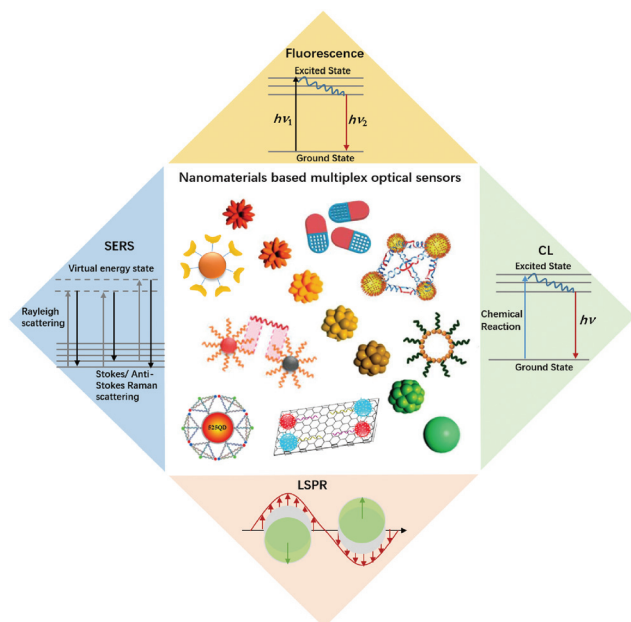 Fluorescence
Excited State
hν₁
hν₂
Ground State
Nanomaterials based multiplex optical sensors
SERS
Virtual energy state
Rayleigh
scattering
Stokes/ Anti-
Stokes Raman
scattering
CL
Excited State
Chemical
Reaction
hν
Ground State
525QD
LSPR